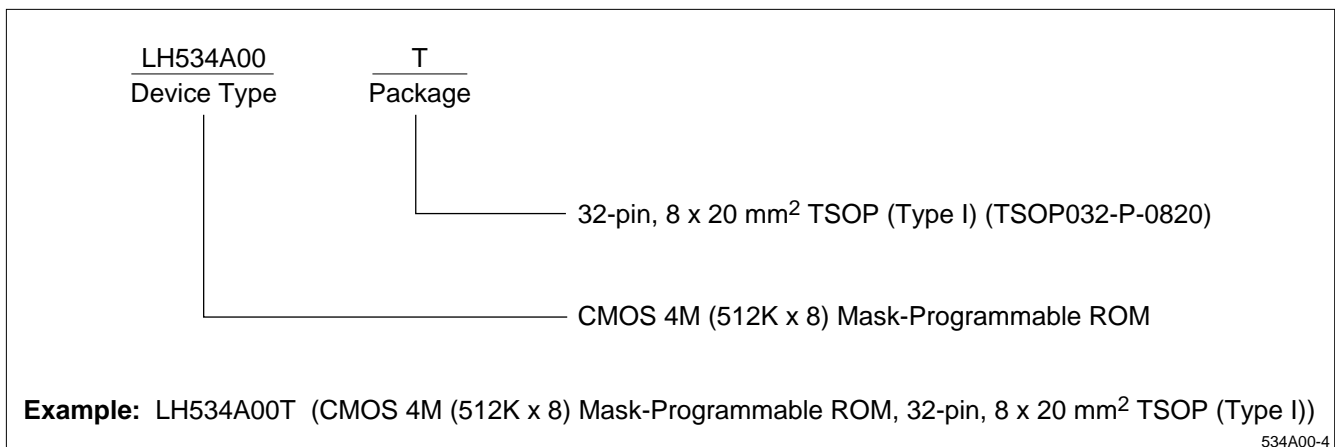 LH534A00 T
Device Type Package
32-pin, 8 x 20 mm² TSOP (Type I) (TSOP032-P-0820)
CMOS 4M (512K x 8) Mask-Programmable ROM
Example: LH534A00T (CMOS 4M (512K x 8) Mask-Programmable ROM, 32-pin, 8 x 20 mm² TSOP (Type I))
534A00-4